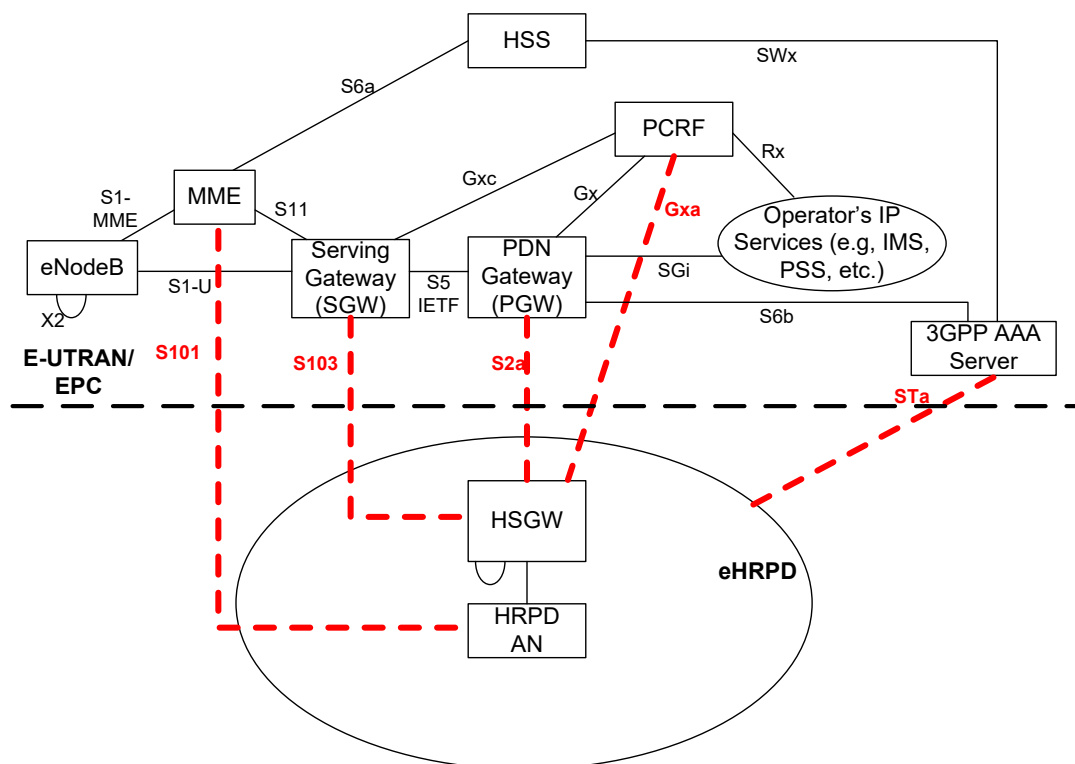 HSS
SWx
S6a
PCRF
Rx
Gxc
MME
S1-
MME
S11
Gx
Gxa
Operator's IP
Services (e.g, IMS,
PSS, etc.)
eNodeB
Serving
Gateway
(SGW)
PDN
Gateway
(PGW)
S1-U
S5
IETF
SGi
X2
S6b
3GPP AAA
Server
E-UTRAN/
EPC
S101
S103
S2a
STa
HSGW
eHRPD
HRPD
AN